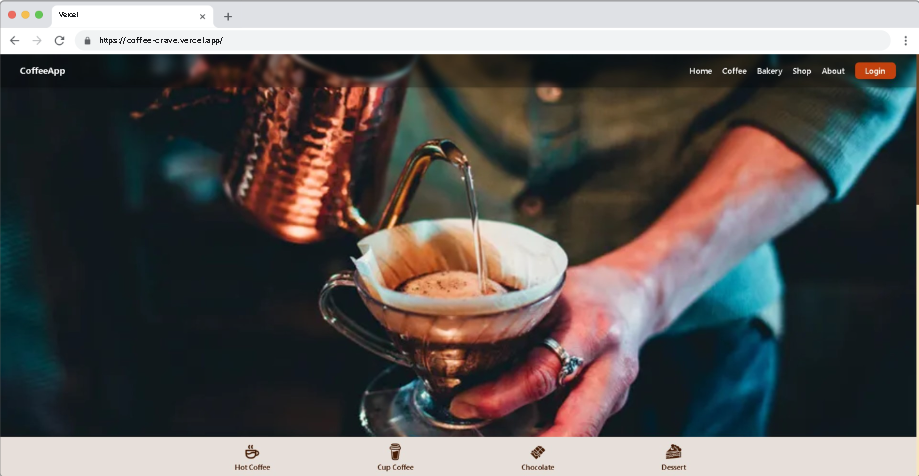 Vercel
https://coffee-crave.vercel.app/
CoffeeApp
Home Coffee Bakery Shop About Login
Hot Coffee Cup Coffee Chocolate Dessert